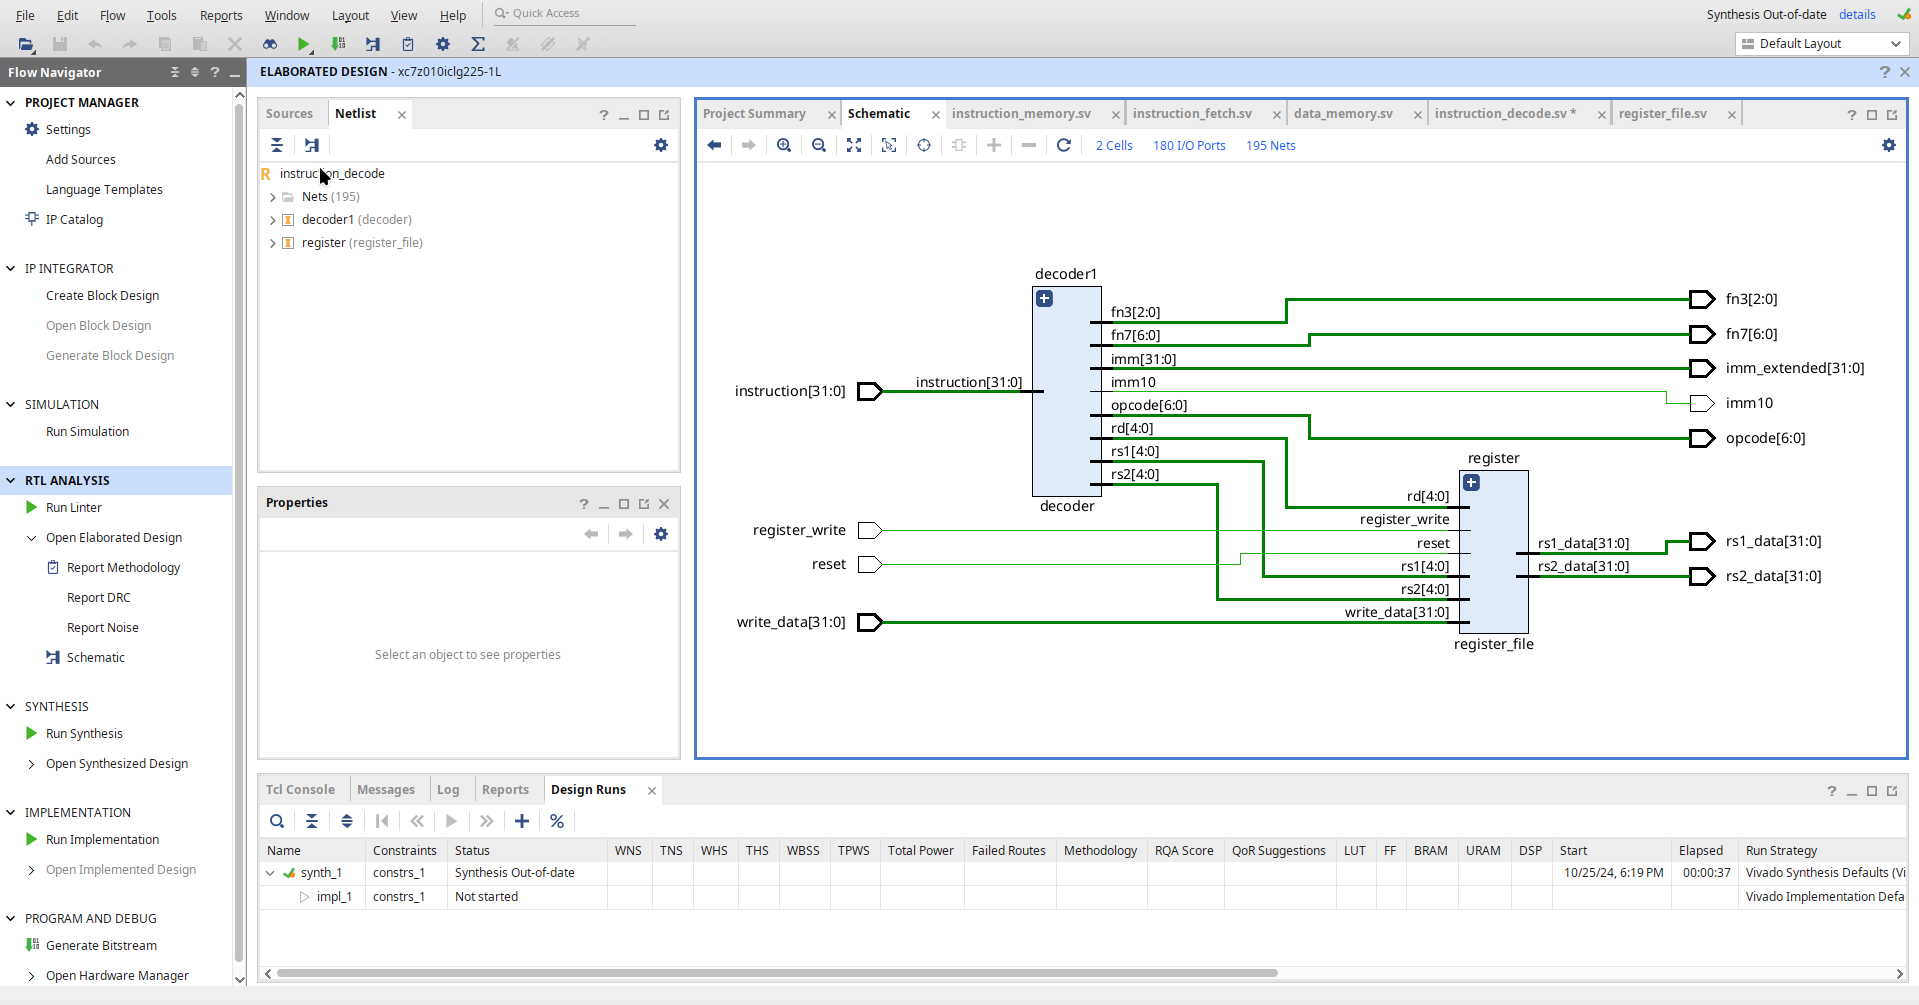 File Edit Flow Tools Reports Window Layout View Help Quick Access Synthesis Out-of-date details
Default Layout
Flow Navigator
ELABORATED DESIGN - xc7z010iclg225-1L
PROJECT MANAGER
Settings
Add Sources
Language Templates
IP Catalog
IP INTEGRATOR
Create Block Design
Open Block Design
Generate Block Design
SIMULATION
Run Simulation
RTL ANALYSIS
Run Linter
Open Elaborated Design
Report Methodology
Report DRC
Report Noise
Schematic
SYNTHESIS
Run Synthesis
Open Synthesized Design
IMPLEMENTATION
Run Implementation
Open Implemented Design
PROGRAM AND DEBUG
Generate Bitstream
Open Hardware Manager
Sources Netlist
instruction_decode
Nets (195)
decoder1 (decoder)
register (register_file)
Properties
Select an object to see properties
Project Summary Schematic instruction_memory.sv instruction_fetch.sv data_memory.sv instruction_decode.sv * register_file.sv
2 Cells 180 I/O Ports 195 Nets
decoder1
fn3[2:0] fn3[2:0]
fn7[6:0] fn7[6:0]
imm[31:0] imm_extended[31:0]
instruction[31:0] instruction[31:0] imm10 imm10
opcode[6:0] opcode[6:0]
rd[4:0]
rs1[4:0]
rs2[4:0]
decoder
register
rd[4:0]
register_write register_write
reset reset
rs1[4:0]
rs2[4:0]
write_data[31:0] write_data[31:0]
rs1_data[31:0] rs1_data[31:0]
rs2_data[31:0] rs2_data[31:0]
register_file
Tcl Console Messages Log Reports Design Runs
Name Constraints Status WNS TNS WHS THS WBSS TPWS Total Power Failed Routes Methodology RQA Score QoR Suggestions LUT FF BRAM URAM DSP Start Elapsed Run Strategy
synth_1 constrs_1 Synthesis Out-of-date 10/25/24, 6:19 PM 00:00:37 Vivado Synthesis Defaults (Vi
impl_1 constrs_1 Not started Vivado Implementation Defa